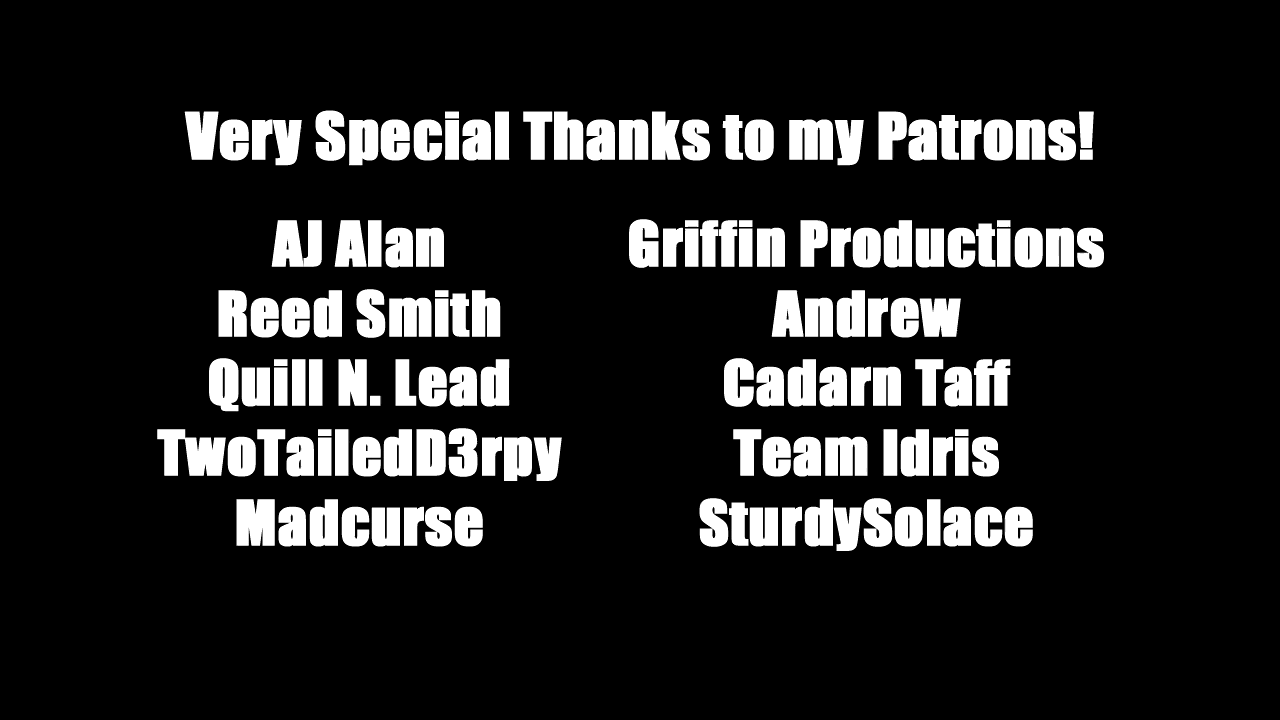 Very Special Thanks to my Patrons!
AJ Alan
Reed Smith
Quill N. Lead
TwoTailedD3rpy
Madcurse
Griffin Productions
Andrew
Cadarn Taff
Team Idris
SturdySolace